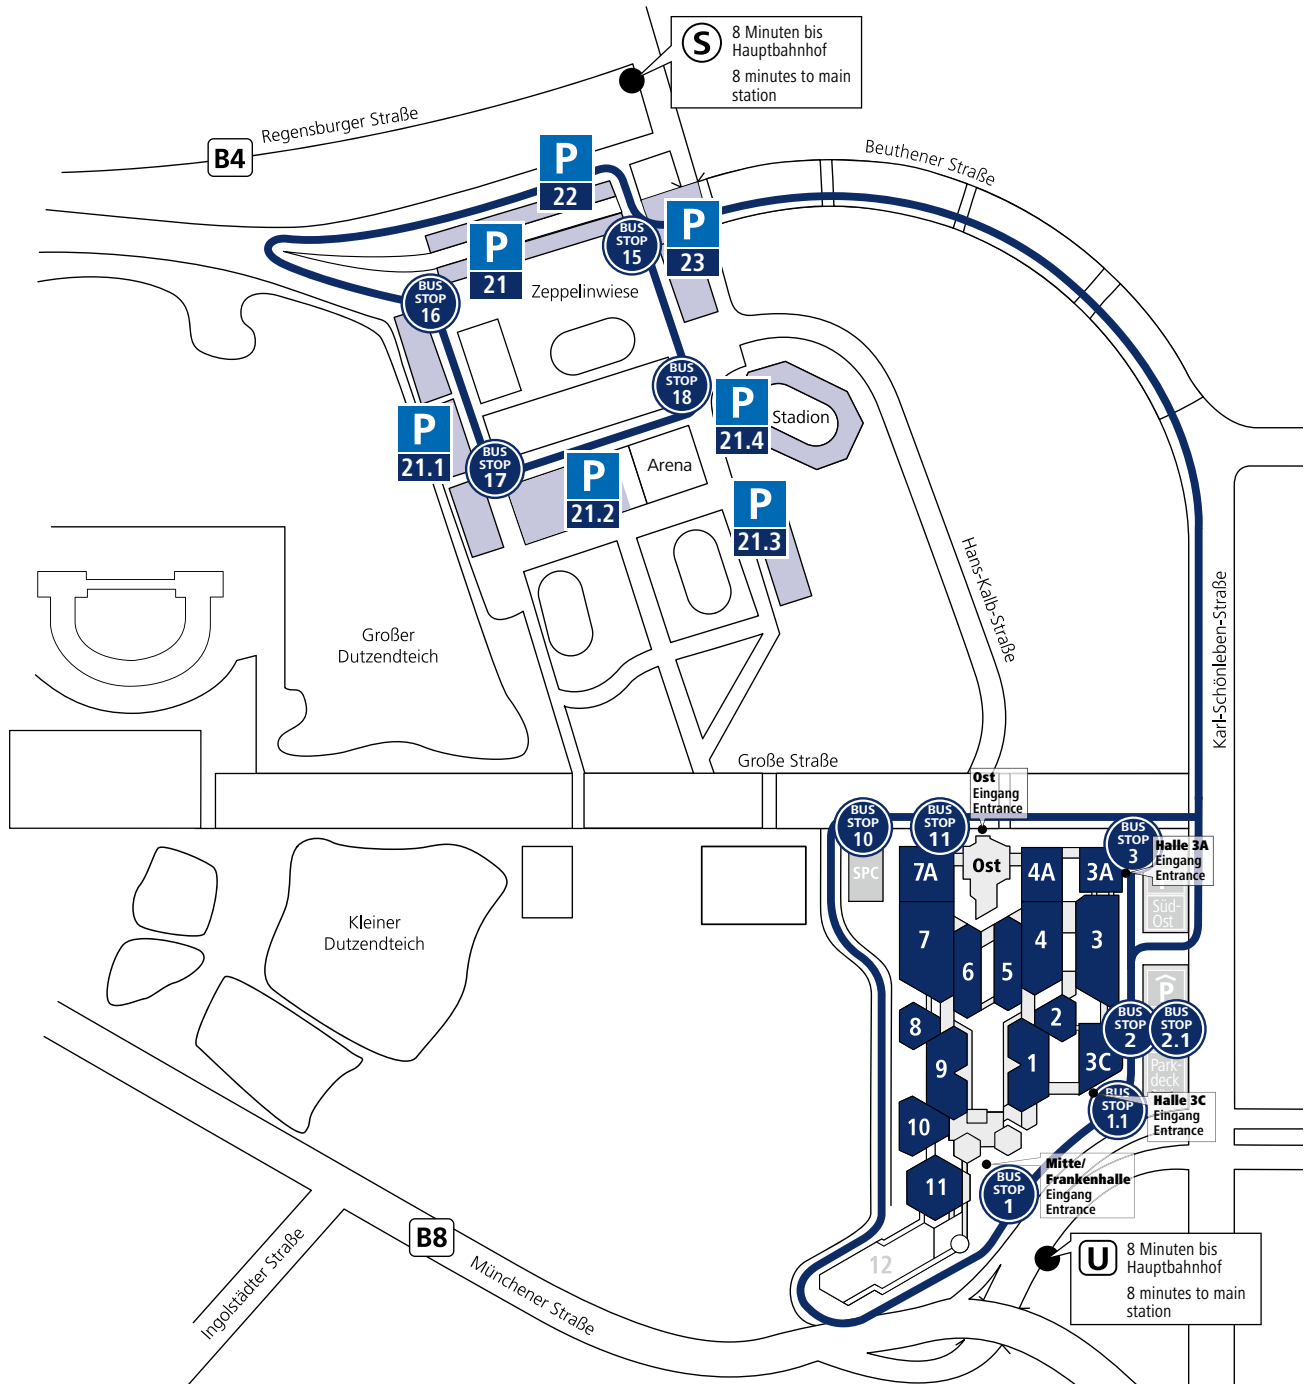 S
8 Minuten bis
Hauptbahnhof
8 minutes to main
station
Regensburger Straße
B4
Beuthener Straße
P
22
P
21
BUS
STOP
15
P
23
BUS
STOP
16
Zeppelinwiese
BUS
STOP
18
P
21.4
Stadion
P
21.1
BUS
STOP
17
P
21.2
Arena
P
21.3
Hans-Kalb-Straße
Karl-Schönleben-Straße
Großer
Dutzendteich
Große Straße
Ost
Eingang
Entrance
BUS
STOP
10
BUS
STOP
11
BUS
STOP
3
Halle 3A
Eingang
Entrance
SPC
7A
Ost
4A
3A
P
Süd-
Ost
Kleiner
Dutzendteich
7
6
5
4
3
P
8
2
BUS
STOP
2
BUS
STOP
2.1
9
1
3C
Park-
deck
BUS
STOP
1.1
Halle 3C
Eingang
Entrance
10
11
Mitte/
Frankenhalle
Eingang
Entrance
BUS
STOP
1
12
B8
Ingolstädter Straße
Münchener Straße
U
8 Minuten bis
Hauptbahnhof
8 minutes to main
station